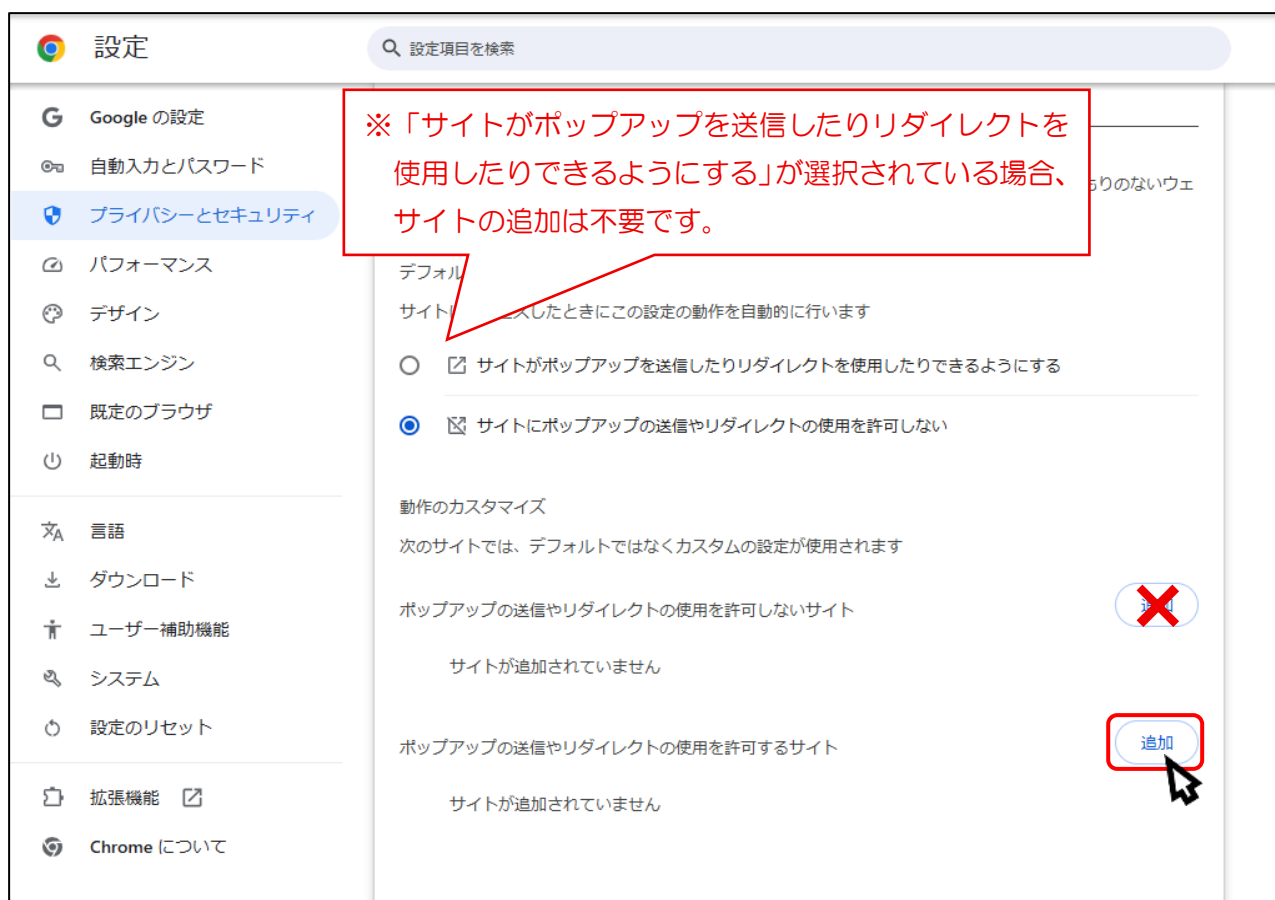 設定
設定項目を検索
Google の設定
自動入力とパスワード
プライバシーとセキュリティ
パフォーマンス
デザイン
検索エンジン
既定のブラウザ
起動時
言語
ダウンロード
ユーザー補助機能
システム
設定のリセット
拡張機能
Chrome について
※「サイトがポップアップを送信したりリダイレクトを
使用したりできるようにする」が選択されている場合、
サイトの追加は不要です。
もりのないウェ
デフォル
サイト
したときにこの設定の動作を自動的に行います
サイトがポップアップを送信したりリダイレクトを使用したりできるようにする
サイトにポップアップの送信やリダイレクトの使用を許可しない
動作のカスタマイズ
次のサイトでは、デフォルトではなくカスタムの設定が使用されます
ポップアップの送信やリダイレクトの使用を許可しないサイト
サイトが追加されていません
ポップアップの送信やリダイレクトの使用を許可するサイト
追加
サイトが追加されていません